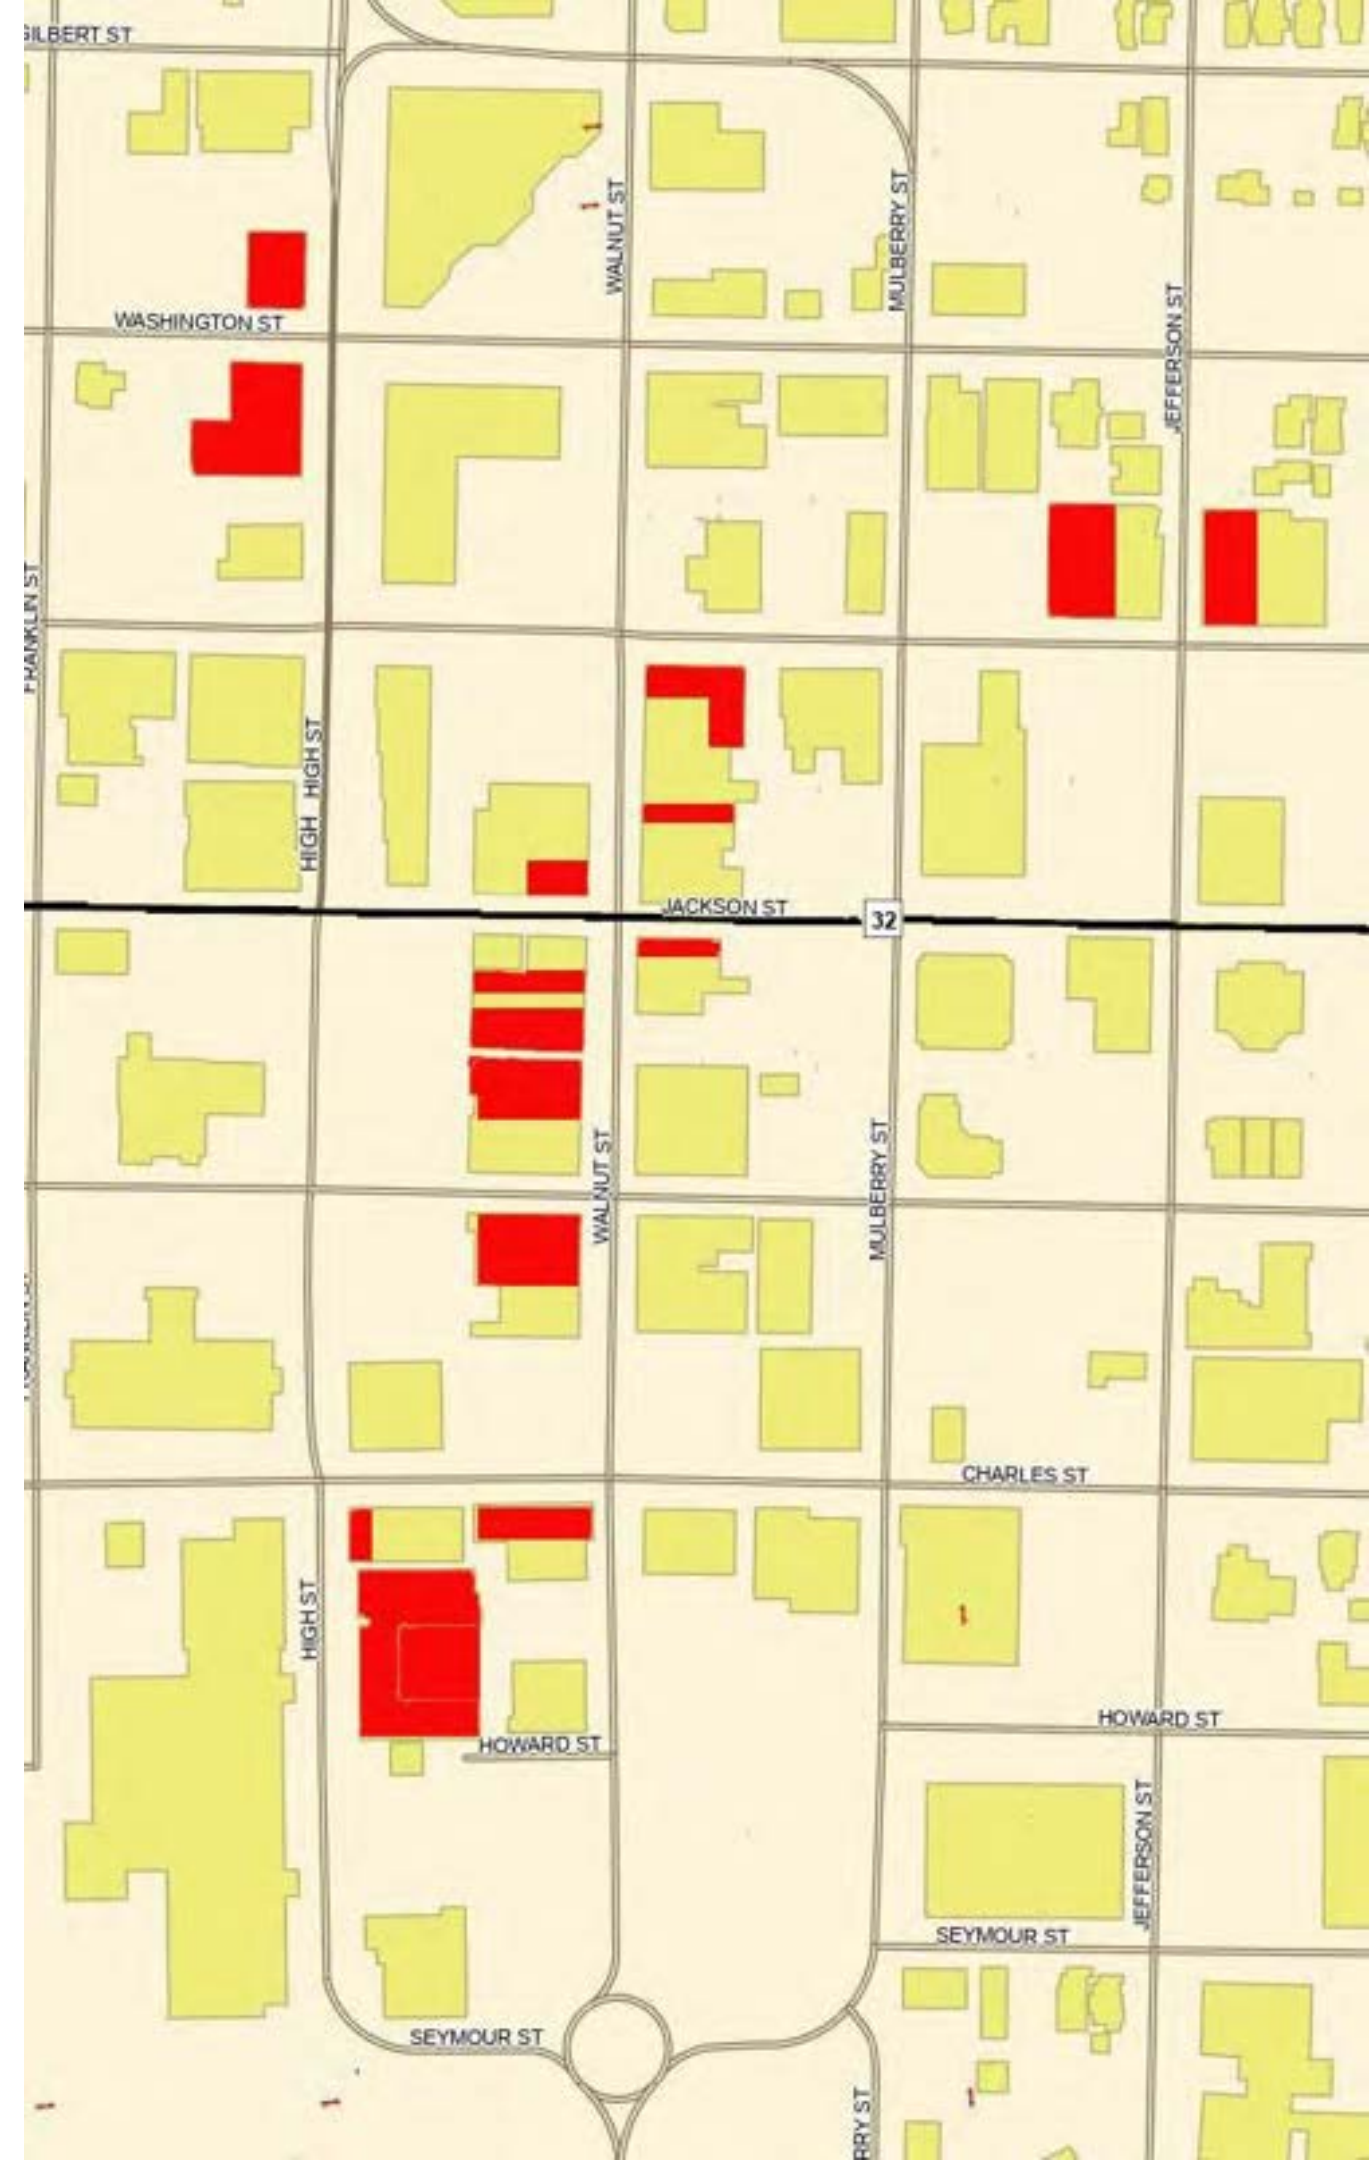 GILBERT ST
WALNUT ST
MULBERRY ST
WASHINGTON ST
JEFFERSON ST
FRANKLIN ST
HIGH ST
HIGH
JACKSON ST
32
WALNUT ST
MULBERRY ST
CHARLES ST
HIGH ST
HOWARD ST
HOWARD ST
JEFFERSON ST
SEYMOUR ST
SEYMOUR ST
RRY ST